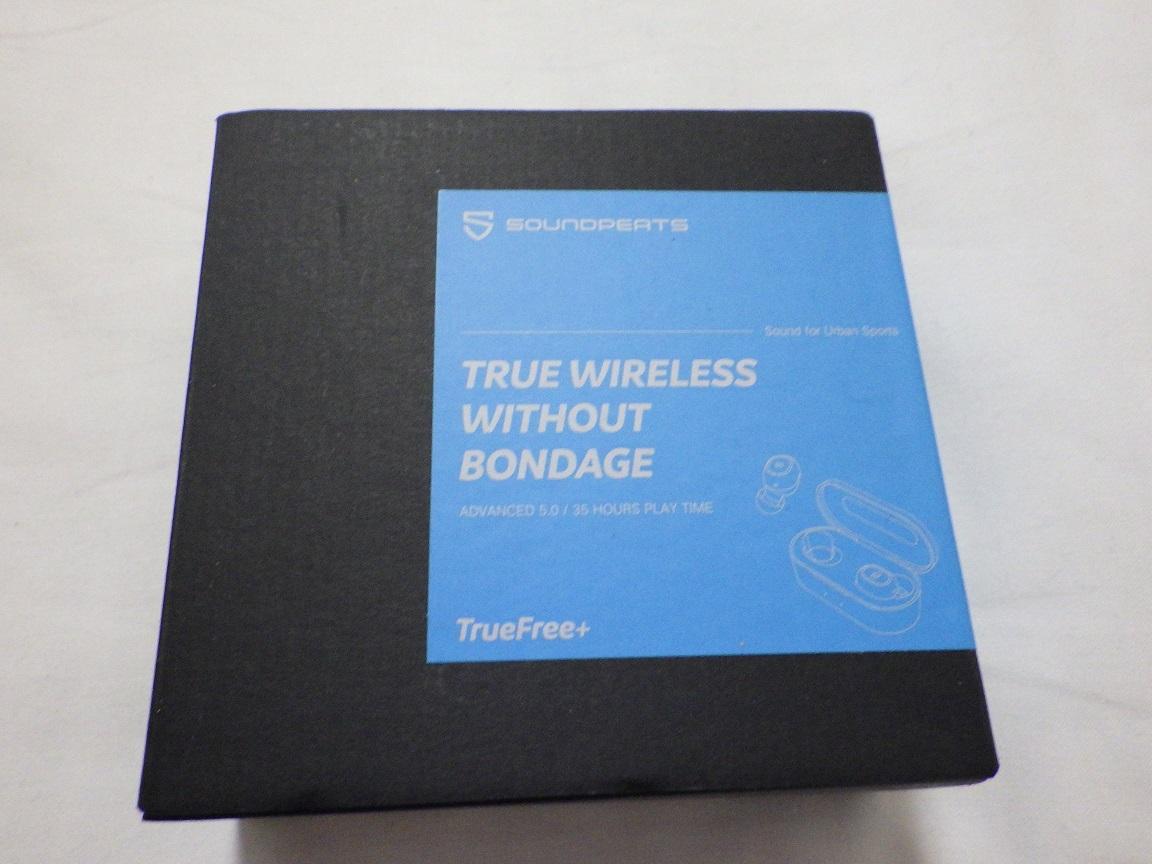 SOUNDPEATS
Sound for Urban Sports
TRUE WIRELESS
WITHOUT
BONDAGE
ADVANCED 5.0 / 35 HOURS PLAY TIME
TrueFree+